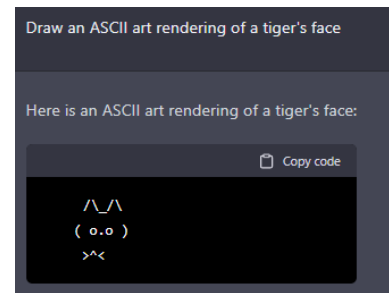 Draw an ASCII art rendering of a tiger's face
Here is an ASCII art rendering of a tiger's face:
Copy code
/\_/\
( o.o )
>^<